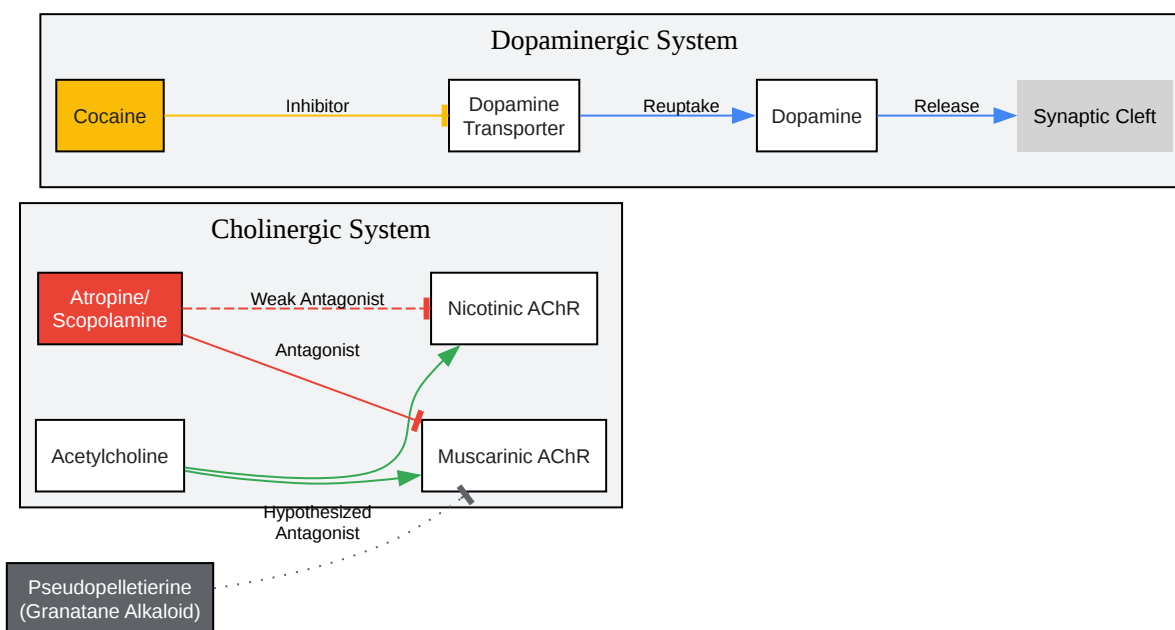 Dopaminergic System
Cocaine
Inhibitor
Dopamine
Transporter
Reuptake
Dopamine
Release
Synaptic Cleft
Cholinergic System
Atropine/
Scopolamine
Weak Antagonist
Nicotinic AChR
Antagonist
Acetylcholine
Muscarinic AChR
Hypothesized
Antagonist
Pseudopelletierine
(Granatane Alkaloid)